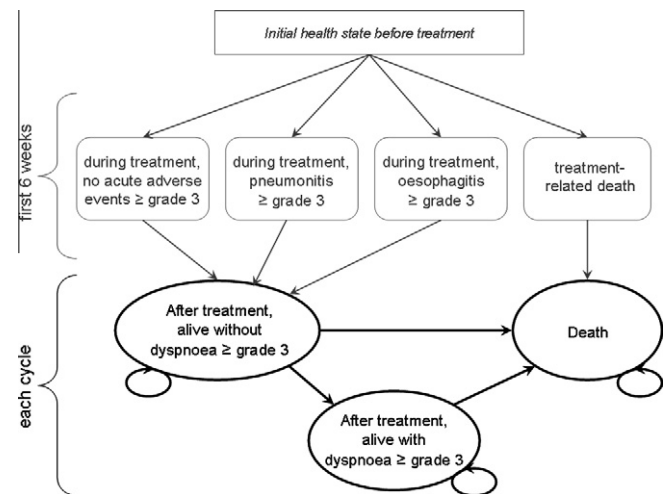 Initial health state before treatment
first 6 weeks
during treatment,
no acute adverse
events ≥ grade 3
during treatment,
pneumonitis
≥ grade 3
during treatment,
oesophagitis
≥ grade 3
treatment-
related death
each cycle
After treatment,
alive without
dyspnoea ≥ grade 3
Death
After treatment,
alive with
dyspnoea ≥ grade 3